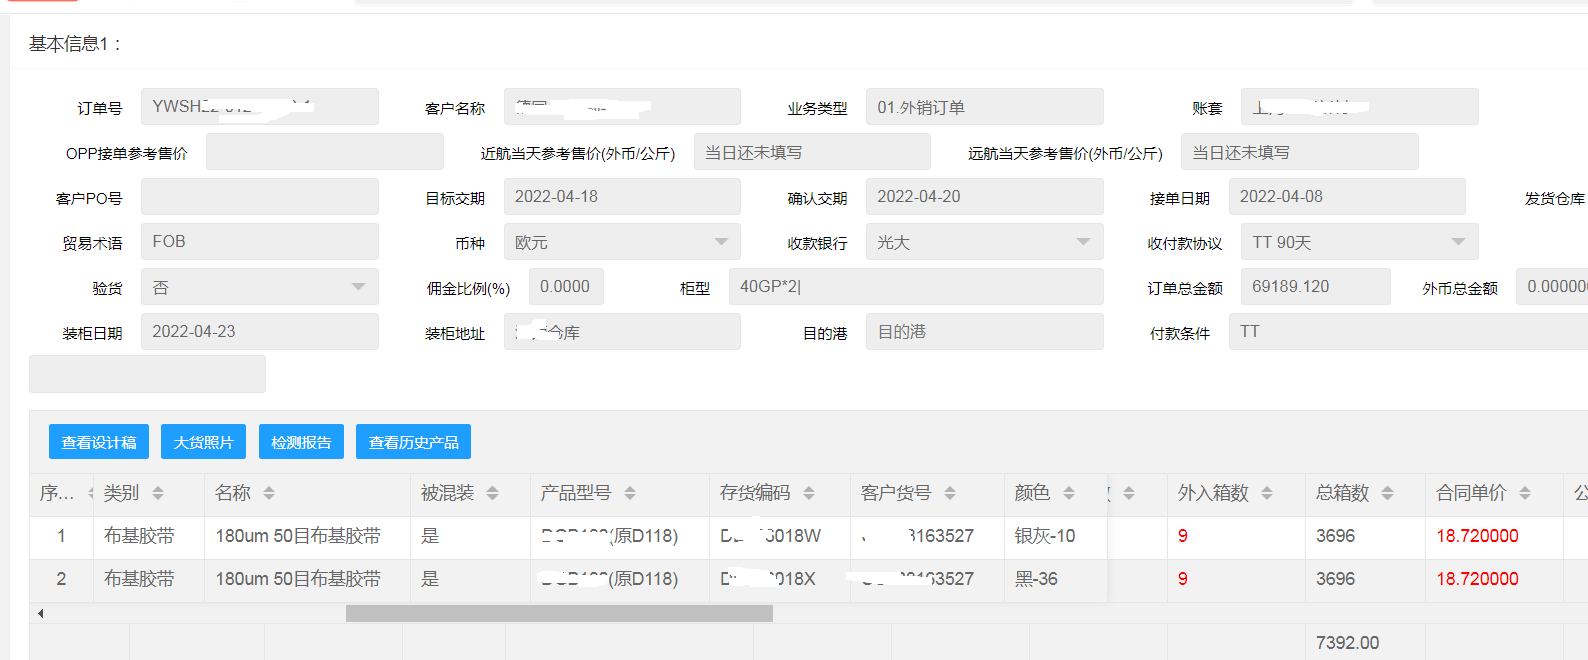 基本信息1：
订单号 客户名称 业务类型 01.外销订单 账套
OPP接单参考售价 近航当天参考售价(外币/公斤) 当日还未填写 远航当天参考售价(外币/公斤) 当日还未填写
客户PO号 目标交期 2022-04-18 确认交期 2022-04-20 接单日期 2022-04-08 发货仓库
贸易术语 FOB 币种 欧元 收款银行 光大 收付款协议 TT 90天
验货 否 佣金比例(%) 0.0000 柜型 40GP*2| 订单总金额 69189.120 外币总金额 0.00000
装柜日期 2022-04-23 装柜地址 仓库 目的港 目的港 付款条件 TT
查看设计稿 大货照片 检测报告 查看历史产品
序... 类别 名称 被混装 产品型号 存货编码 客户货号 颜色 外入箱数 总箱数 合同单价
1 布基胶带 180um 50目布基胶带 是 (原D118) 6018W 3163527 银灰-10 9 3696 18.720000
2 布基胶带 180um 50目布基胶带 是 (原D118) 018X 63527 黑-36 9 3696 18.720000
7392.00